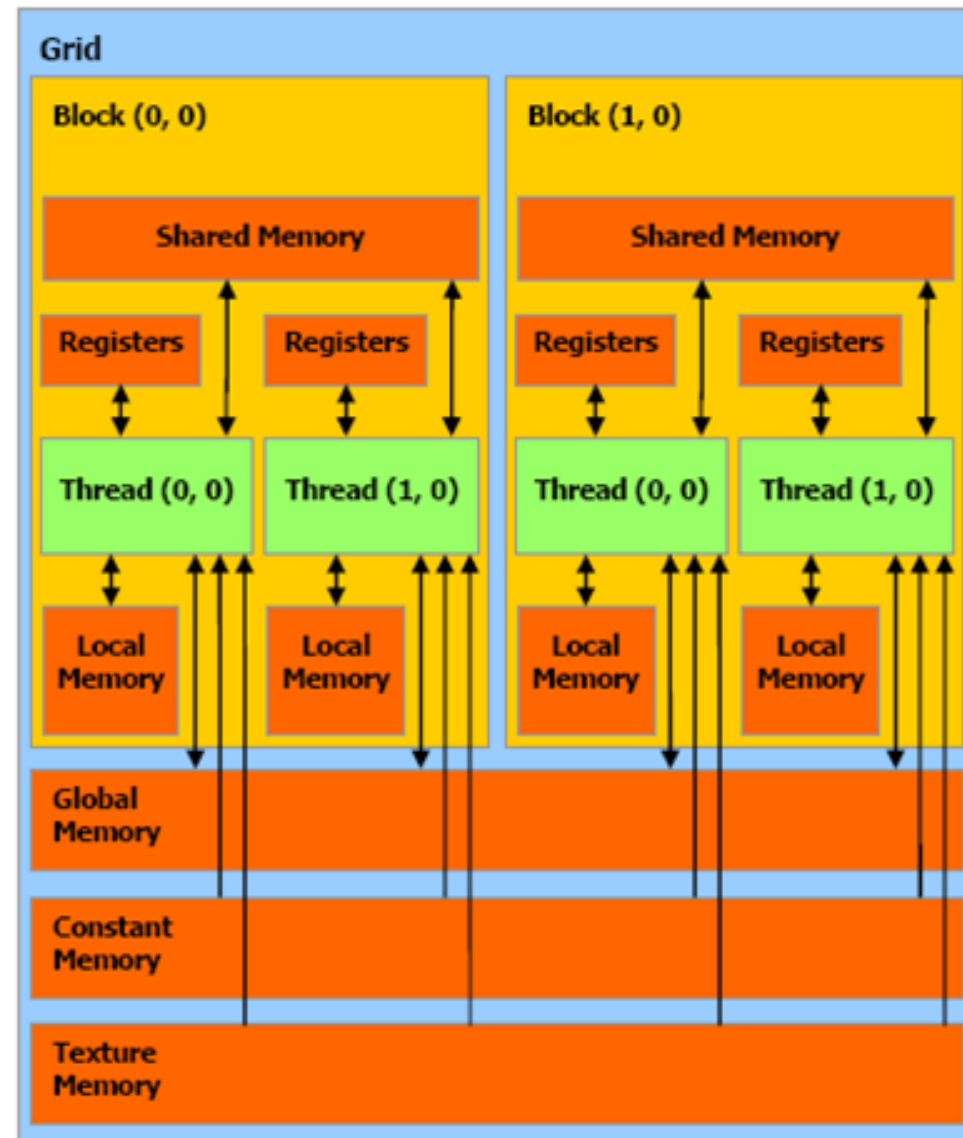 Grid
Block (0, 0)
Block (1, 0)
Shared Memory
Shared Memory
Registers
Registers
Registers
Registers
Thread (0, 0)
Thread (1, 0)
Thread (0, 0)
Thread (1, 0)
Local
Memory
Local
Memory
Local
Memory
Local
Memory
Global
Memory
Constant
Memory
Texture
Memory